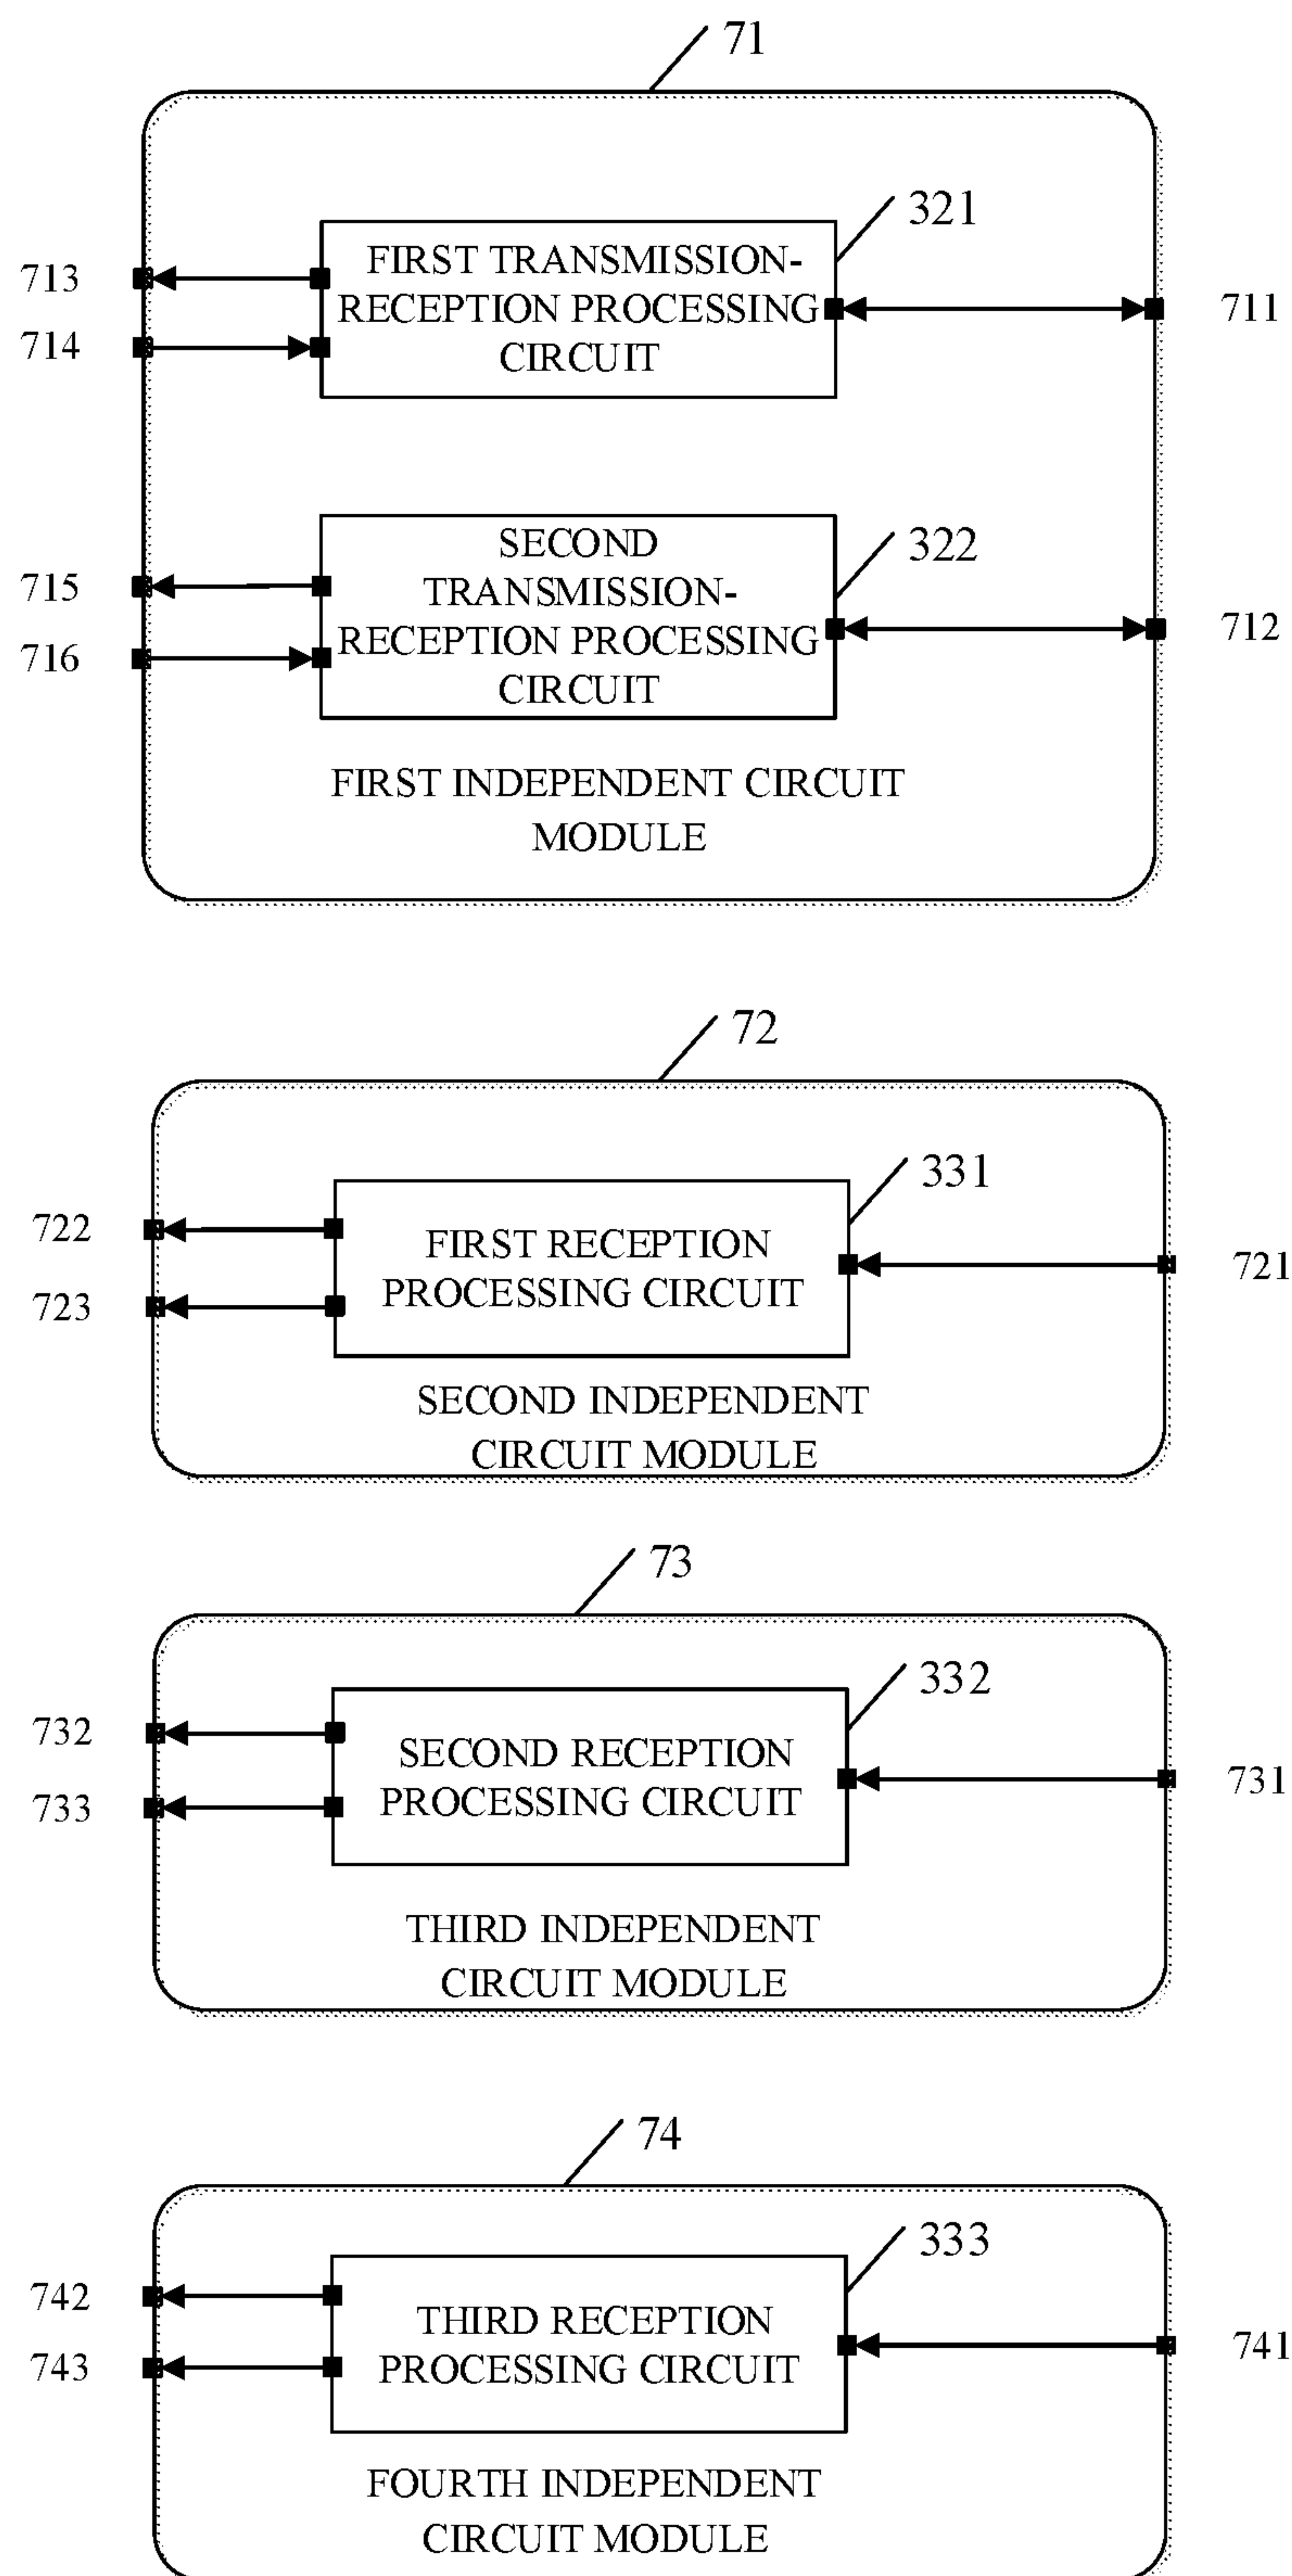 71
321
FIRST TRANSMISSION-
RECEPTION PROCESSING
CIRCUIT
713
714
711
322
SECOND
TRANSMISSION-
RECEPTION PROCESSING
CIRCUIT
715
716
712
FIRST INDEPENDENT CIRCUIT
MODULE
72
331
FIRST RECEPTION
PROCESSING CIRCUIT
722
723
721
SECOND INDEPENDENT
CIRCUIT MODULE
73
332
SECOND RECEPTION
PROCESSING CIRCUIT
732
733
731
THIRD INDEPENDENT
CIRCUIT MODULE
74
333
THIRD RECEPTION
PROCESSING CIRCUIT
742
743
741
FOURTH INDEPENDENT
CIRCUIT MODULE